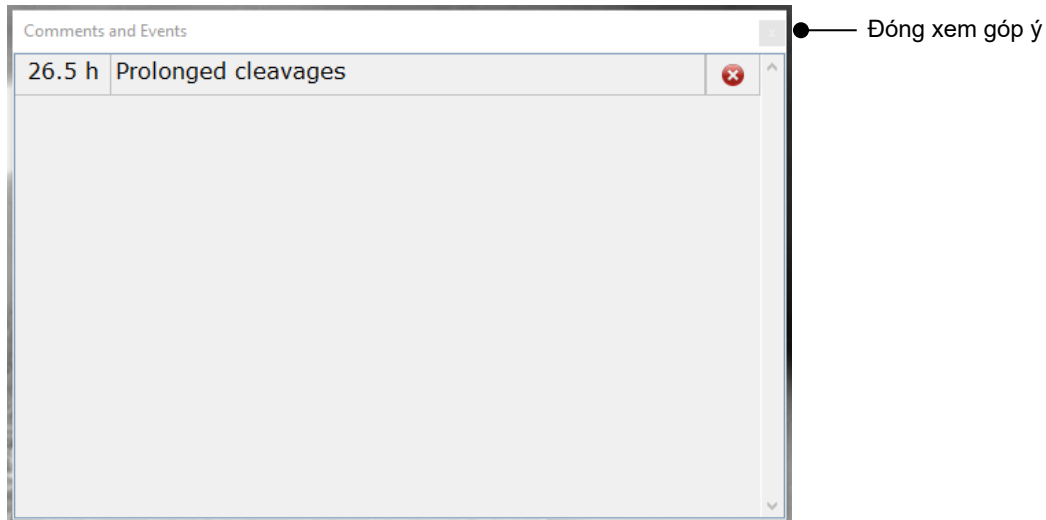 Comments and Events
Đóng xem góp ý
26.5 h Prolonged cleavages